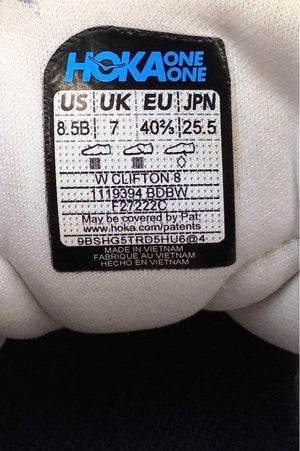 HOKA ONE ONE
US UK EU JPN
8.5B 7 40⅔ 25.5
W CLIFTON 8
1119394 BDBW
F27222C
May be covered by Pat:
www.hoka.com/patents
9BSHG5TRD5HU6@4
MADE IN VIETNAM
FABRIQUÉ AU VIETNAM
HECHO EN VIETNAM